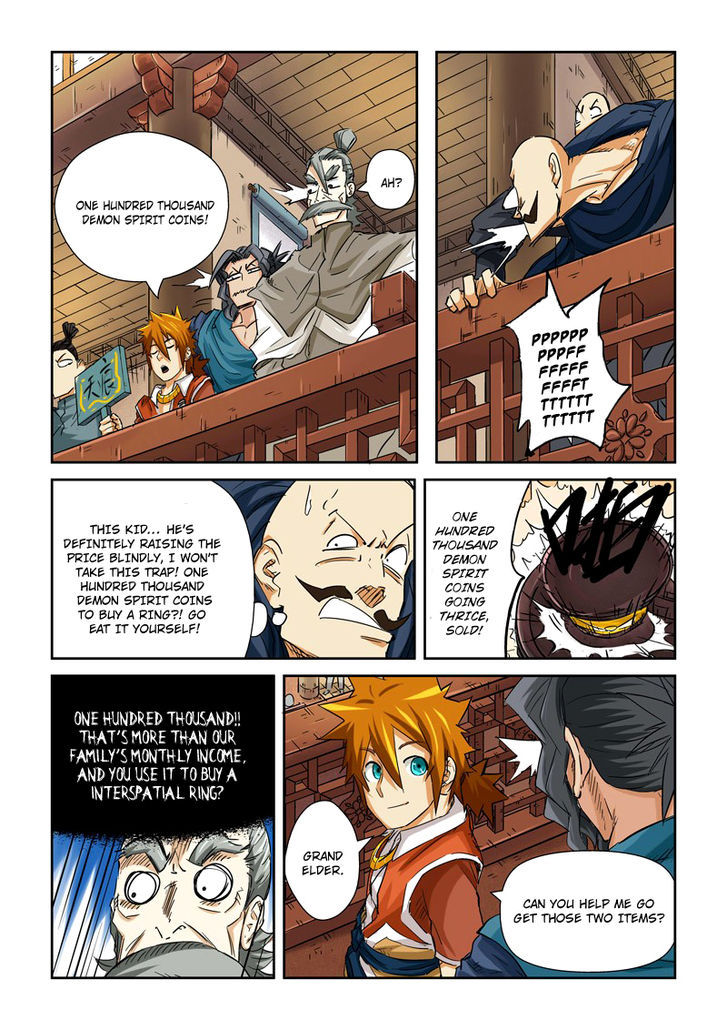 ONE HUNDRED THOUSAND
DEMON SPIRIT COINS!
AH?
PPPPPP
PPPFF
FFFFF
FFFFT
TTTTTT
TTTTTT
THIS KID... HE'S
DEFINITELY RAISING THE
PRICE BLINDLY, I WON'T
TAKE THIS TRAP! ONE
HUNDRED THOUSAND
DEMON SPIRIT COINS
TO BUY A RING?! GO
EAT IT YOURSELF!
ONE
HUNDRED
THOUSAND
DEMON
SPIRIT
COINS
GOING
THRICE,
SOLD!
ONE HUNDRED THOUSAND!!
THAT'S MORE THAN OUR
FAMILY'S MONTHLY INCOME,
AND YOU USE IT TO BUY A
INTERSPATIAL RING?
GRAND
ELDER.
CAN YOU HELP ME GO
GET THOSE TWO ITEMS?